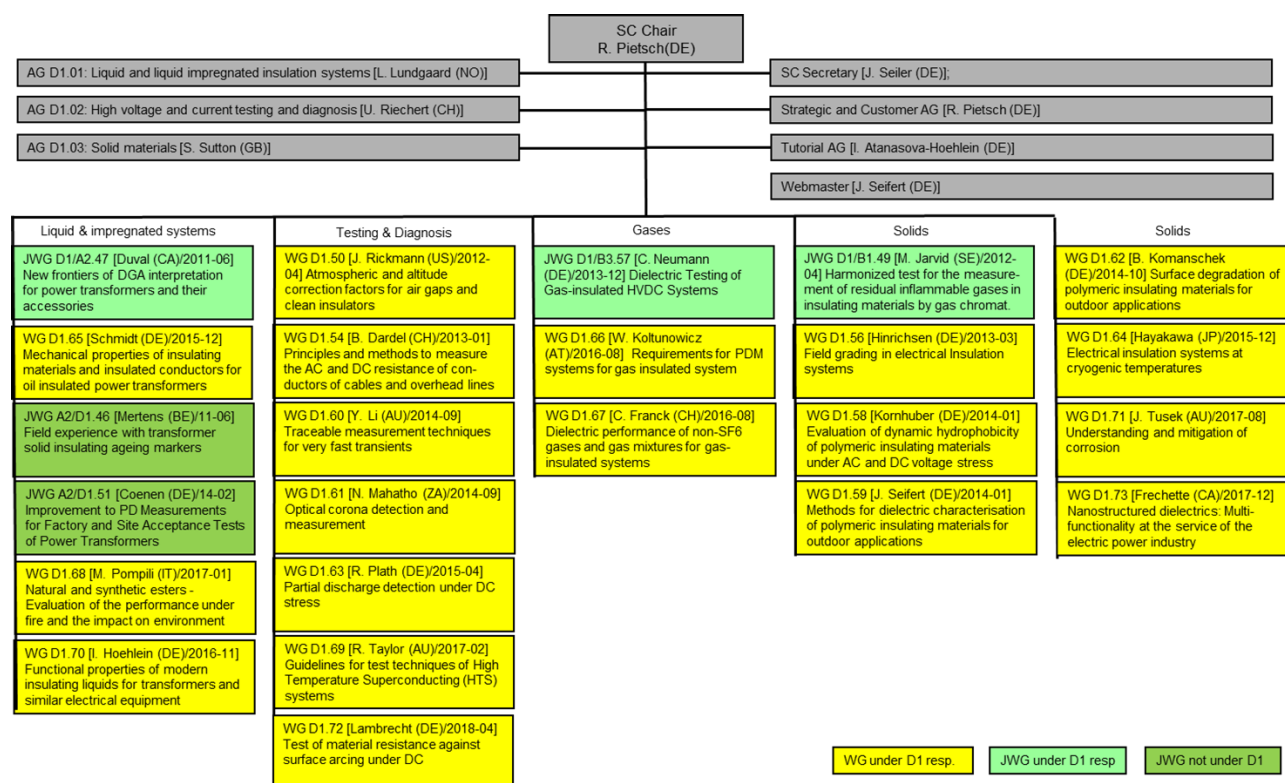 SC Chair
R. Pietsch(DE)
AG D1.01: Liquid and liquid impregnated insulation systems [L. Lundgaard (NO)]
SC Secretary [J. Seiler (DE)];
AG D1.02: High voltage and current testing and diagnosis [U. Riechert (CH)]
Strategic and Customer AG [R. Pietsch (DE)]
AG D1.03: Solid materials [S. Sutton (GB)]
Tutorial AG [I. Atanasova-Hoehlein (DE)]
Webmaster [J. Seifert (DE)]
Liquid & impregnated systems
JWG D1/A2.47 [Duval (CA)/2011-06]
New frontiers of DGA interpretation
for power transformers and their
accessories
WG D1.65 [Schmidt (DE)/2015-12]
Mechanical properties of insulating
materials and insulated conductors for
oil insulated power transformers
JWG A2/D1.46 [Mertens (BE)/11-06]
Field experience with transformer
solid insulating ageing markers
JWG A2/D1.51 [Coenen (DE)/14-02]
Improvement to PD Measurements
for Factory and Site Acceptance Tests
of Power Transformers
WG D1.68 [M. Pompili (IT)/2017-01]
Natural and synthetic esters -
Evaluation of the performance under
fire and the impact on environment
WG D1.70 [I. Hoehlein (DE)/2016-11]
Functional properties of modern
insulating liquids for transformers and
similar electrical equipment
Testing & Diagnosis
WG D1.50 [J. Rickmann (US)/2012-
04] Atmospheric and altitude
correction factors for air gaps and
clean insulators
WG D1.54 [B. Dardel (CH)/2013-01]
Principles and methods to measure
the AC and DC resistance of con-
ductors of cables and overhead lines
WG D1.60 [Y. Li (AU)/2014-09]
Traceable measurement techniques
for very fast transients
WG D1.61 [N. Mahatho (ZA)/2014-09]
Optical corona detection and
measurement
WG D1.63 [R. Plath (DE)/2015-04]
Partial discharge detection under DC
stress
WG D1.69 [R. Taylor (AU)/2017-02]
Guidelines for test techniques of High
Temperature Superconducting (HTS)
systems
WG D1.72 [Lambrecht (DE)/2018-04]
Test of material resistance against
surface arcing under DC
Gases
JWG D1/B3.57 [C. Neumann
(DE)/2013-12] Dielectric Testing of
Gas-insulated HVDC Systems
WG D1.66 [W. Koltunowicz
(AT)/2016-08] Requirements for PDM
systems for gas insulated system
WG D1.67 [C. Franck (CH)/2016-08]
Dielectric performance of non-SF6
gases and gas mixtures for gas-
insulated systems
Solids
JWG D1/B1.49 [M. Jarvid (SE)/2012-
04] Harmonized test for the measure-
ment of residual inflammable gases in
insulating materials by gas chromat.
WG D1.56 [Hinrichsen (DE)/2013-03]
Field grading in electrical Insulation
systems
WG D1.58 [Kornhuber (DE)/2014-01]
Evaluation of dynamic hydrophobicity
of polymeric insulating materials
under AC and DC voltage stress
WG D1.59 [J. Seifert (DE)/2014-01]
Methods for dielectric characterisation
of polymeric insulating materials for
outdoor applications
Solids
WG D1.62 [B. Komanschek
(DE)/2014-10] Surface degradation of
polymeric insulating materials for
outdoor applications
WG D1.64 [Hayakawa (JP)/2015-12]
Electrical insulation systems at
cryogenic temperatures
WG D1.71 [J. Tusek (AU)/2017-08]
Understanding and mitigation of
corrosion
WG D1.73 [Frechette (CA)/2017-12]
Nanostructured dielectrics: Multi-
functionality at the service of the
electric power industry
WG under D1 resp.
JWG under D1 resp
JWG not under D1